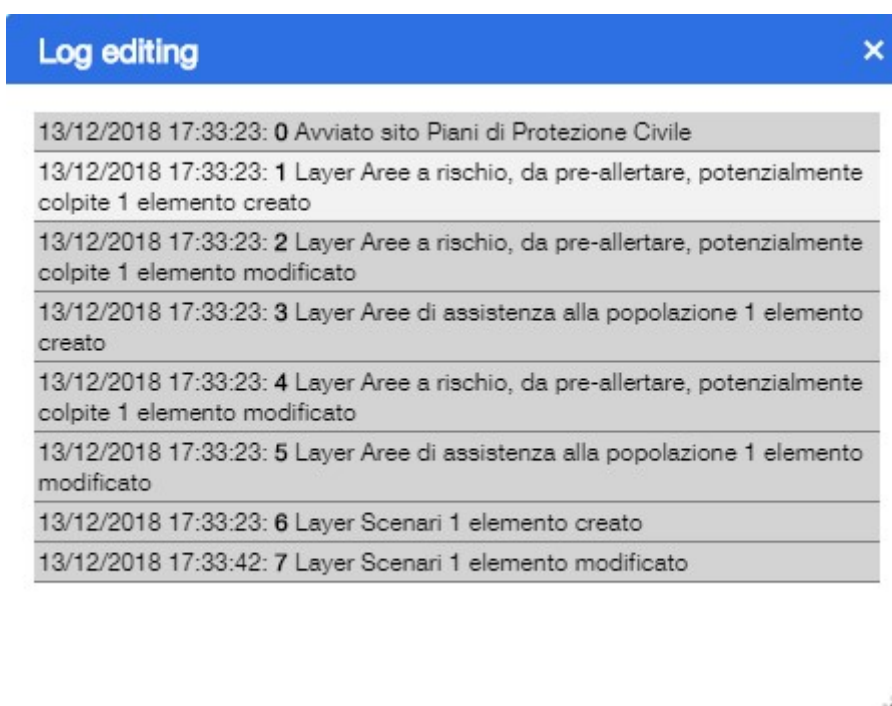 Log editing
13/12/2018 17:33:23: 0 Avviato sito Piani di Protezione Civile
13/12/2018 17:33:23: 1 Layer Aree a rischio, da pre-allertare, potenzialmente
colpite 1 elemento creato
13/12/2018 17:33:23: 2 Layer Aree a rischio, da pre-allertare, potenzialmente
colpite 1 elemento modificato
13/12/2018 17:33:23: 3 Layer Aree di assistenza alla popolazione 1 elemento
creato
13/12/2018 17:33:23: 4 Layer Aree a rischio, da pre-allertare, potenzialmente
colpite 1 elemento modificato
13/12/2018 17:33:23: 5 Layer Aree di assistenza alla popolazione 1 elemento
modificato
13/12/2018 17:33:23: 6 Layer Scenari 1 elemento creato
13/12/2018 17:33:42: 7 Layer Scenari 1 elemento modificato